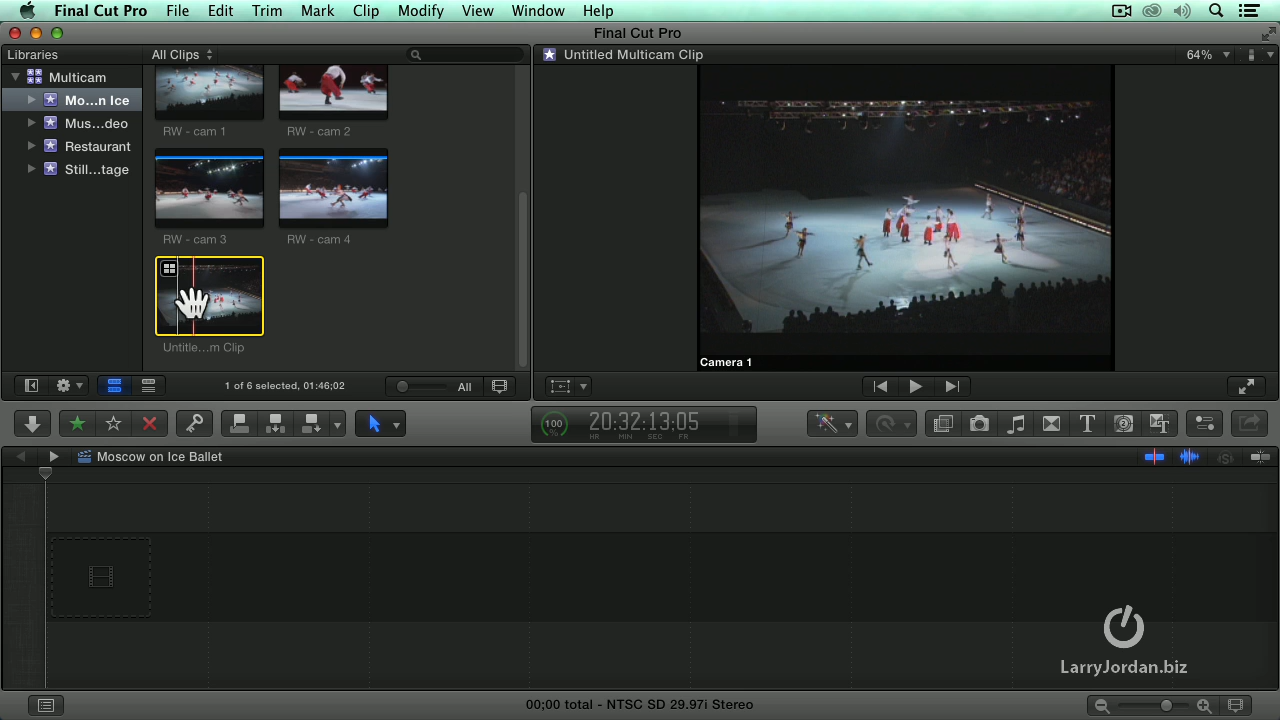 Final Cut Pro File Edit Trim Mark Clip Modify View Window Help
Final Cut Pro
Libraries All Clips Untitled Multicam Clip 64%
Multicam
Mo...n Ice
Mus...deo
Restaurant
Still...tage
RW - cam 1 RW - cam 2
RW - cam 3 RW - cam 4
Untitle...m Clip
Camera 1
1 of 6 selected, 01:46;02 All
100 % 20:32:13;05
HR MIN SEC FR
T T
Moscow on Ice Ballet
LarryJordan.biz
00;00 total - NTSC SD 29.97i Stereo